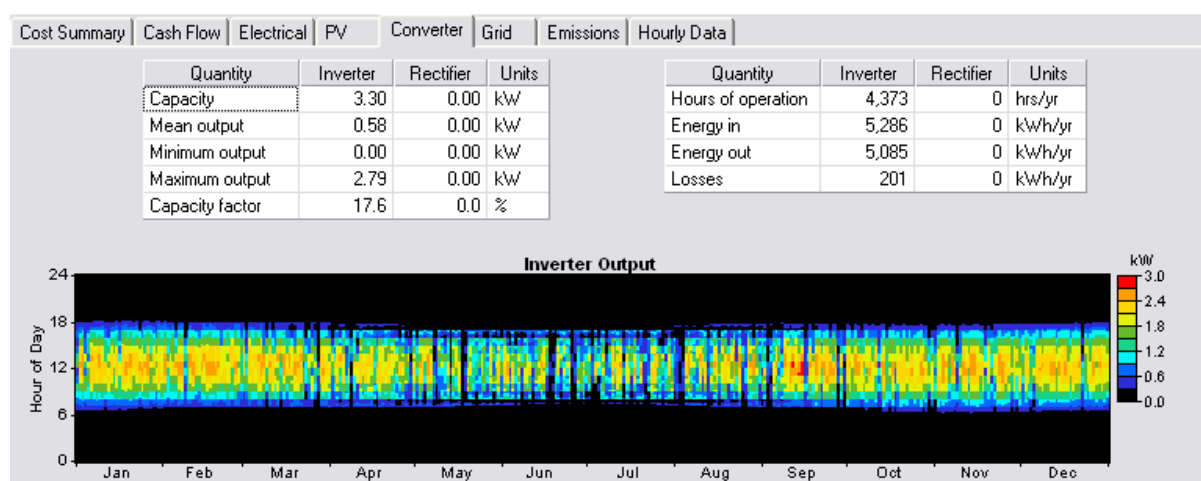 Cost Summary Cash Flow Electrical PV Converter Grid Emissions Hourly Data
Quantity Inverter Rectifier Units
Capacity 3.30 0.00 kW
Mean output 0.58 0.00 kW
Minimum output 0.00 0.00 kW
Maximum output 2.79 0.00 kW
Capacity factor 17.6 0.0 %
Quantity Inverter Rectifier Units
Hours of operation 4,373 0 hrs/yr
Energy in 5,286 0 kWh/yr
Energy out 5,085 0 kWh/yr
Losses 201 0 kWh/yr
Inverter Output
Hour of Day
24
18
12
6
0
Jan Feb Mar Apr May Jun Jul Aug Sep Oct Nov Dec
kW
3.0
2.4
1.8
1.2
0.6
0.0